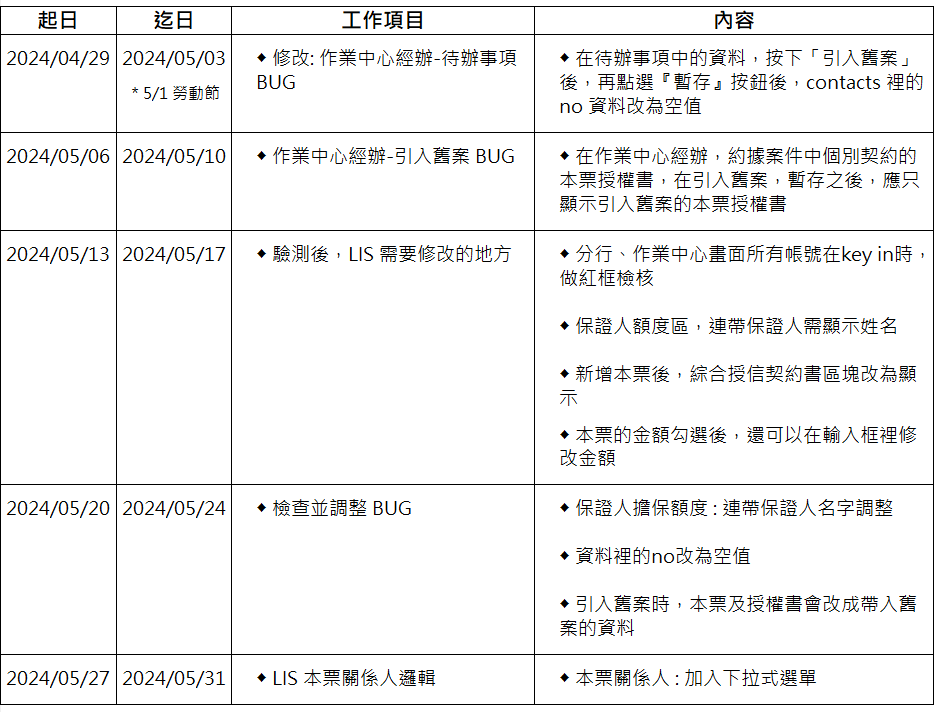 起日 迄日 工作項目 內容
2024/04/29 2024/05/03
* 5/1 勞動節
◆ 修改: 作業中心經辦-待辦事項
BUG
◆ 在待辦事項中的資料，按下「引入舊案」
後，再點選『暫存』按鈕後，contacts 裡的
no 資料改為空值
2024/05/06 2024/05/10 ◆ 作業中心經辦-引入舊案 BUG
◆ 在作業中心經辦，約據案件中個別契約的
本票授權書，在引入舊案，暫存之後，應只
顯示引入舊案的本票授權書
2024/05/13 2024/05/17 ◆ 驗測後，LIS 需要修改的地方
◆ 分行、作業中心畫面所有帳號在key in時，
做紅框檢核
◆ 保證人額度區，連帶保證人需顯示姓名
◆ 新增本票後，綜合授信契約書區塊改為顯
示
◆ 本票的金額勾選後，還可以在輸入框裡修
改金額
2024/05/20 2024/05/24 ◆ 檢查並調整 BUG
◆ 保證人擔保額度 : 連帶保證人名字調整
◆ 資料裡的no改為空值
◆ 引入舊案時，本票及授權書會改成帶入舊
案的資料
2024/05/27 2024/05/31 ◆ LIS 本票關係人邏輯
◆ 本票關係人 : 加入下拉式選單